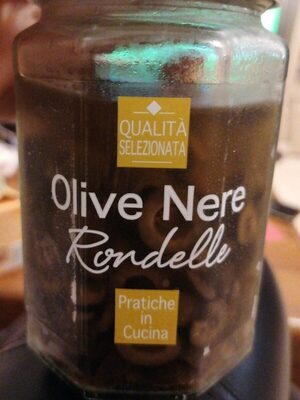 QUALITÀ
SELEZIONATA
Olive Nere
Rondelle
Pratiche
in
Cucina